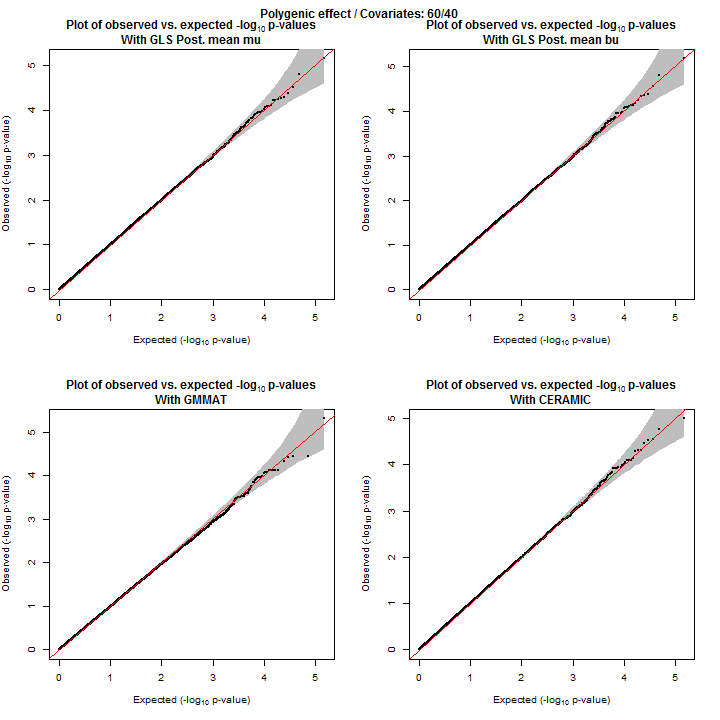 Polygenic effect / Covariates: 60/40
Plot of observed vs. expected -log10 p-values
With GLS Post. mean mu
Observed (-log10 p-value)
5
4
3
2
1
0
0 1 2 3 4 5
Expected (-log10 p-value)
Plot of observed vs. expected -log10 p-values
With GLS Post. mean bu
Observed (-log10 p-value)
5
4
3
2
1
0
0 1 2 3 4 5
Expected (-log10 p-value)
Plot of observed vs. expected -log10 p-values
With GMMAT
Observed (-log10 p-value)
5
4
3
2
1
0
0 1 2 3 4 5
Expected (-log10 p-value)
Plot of observed vs. expected -log10 p-values
With CERAMIC
Observed (-log10 p-value)
5
4
3
2
1
0
0 1 2 3 4 5
Expected (-log10 p-value)